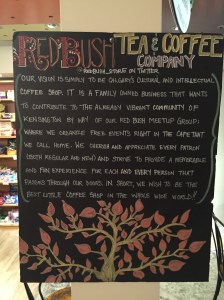 REDBUSH TEA & COFFEE
COMPANY
@REDBUSH_STORE ON TWITTER
OUR VISION IS SIMPLY TO BE CALGARY'S CULTURAL AND INTELLECTUAL
COFFEE SHOP. IT IS A FAMILY OWNED BUSINESS THAT WANTS
TO CONTRIBUTE TO THE ALREADY VIBRANT COMMUNITY OF
KENSINGTON BY WAY OF OUR RED BUSH MEETUP GROUP;
WHERE WE ORGANIZE FREE EVENTS RIGHT IN THE CAFE THAT
WE CALL HOME. WE CHERISH AND APPRECIATE EVERY PATRON
(BOTH REGULAR AND NEW) AND STRIVE TO PROVIDE A MEMORABLE
AND FUN EXPERIENCE FOR EACH AND EVERY PERSON THAT
PASSES THROUGH OUR DOORS. IN SHORT, WE WISH TO BE THE
BEST LITTLE COFFEE SHOP IN THE WHOLE WIDE WORLD!!